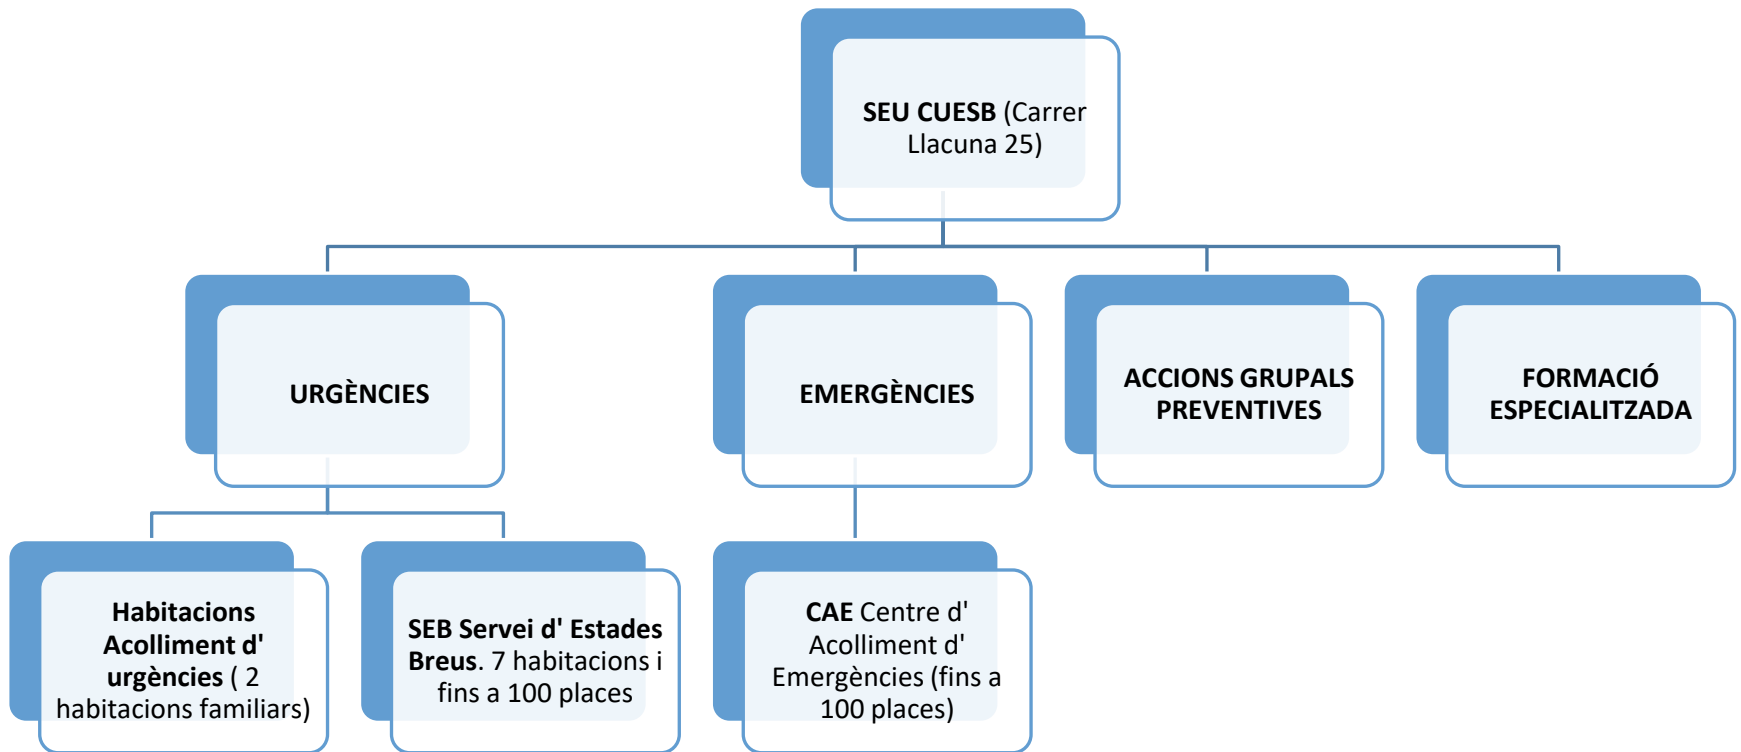 SEU CUESB (Carrer
Llacuna 25)
URGÈNCIES
EMERGÈNCIES
ACCIONS GRUPALS
PREVENTIVES
FORMACIÓ
ESPECIALITZADA
Habitacions
Acolliment d'
urgències ( 2
habitacions familiars)
SEB Servei d' Estades
Breus. 7 habitacions i
fins a 100 places
CAE Centre d'
Acolliment d'
Emergències (fins a
100 places)